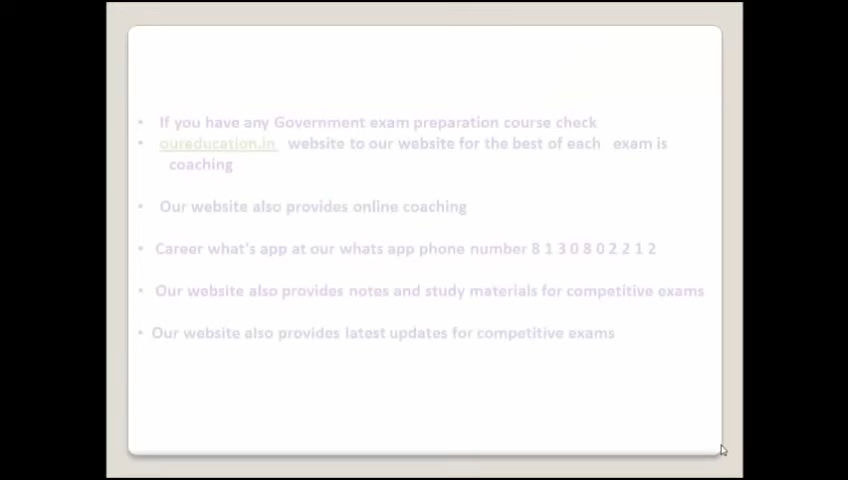 • If you have any Government exam preparation course check
• oureducation.in website to our website for the best of each exam is
coaching
• Our website also provides online coaching
• Career what's app at our whats app phone number 8 1 3 0 8 0 2 2 1 2
• Our website also provides notes and study materials for competitive exams
• Our website also provides latest updates for competitive exams